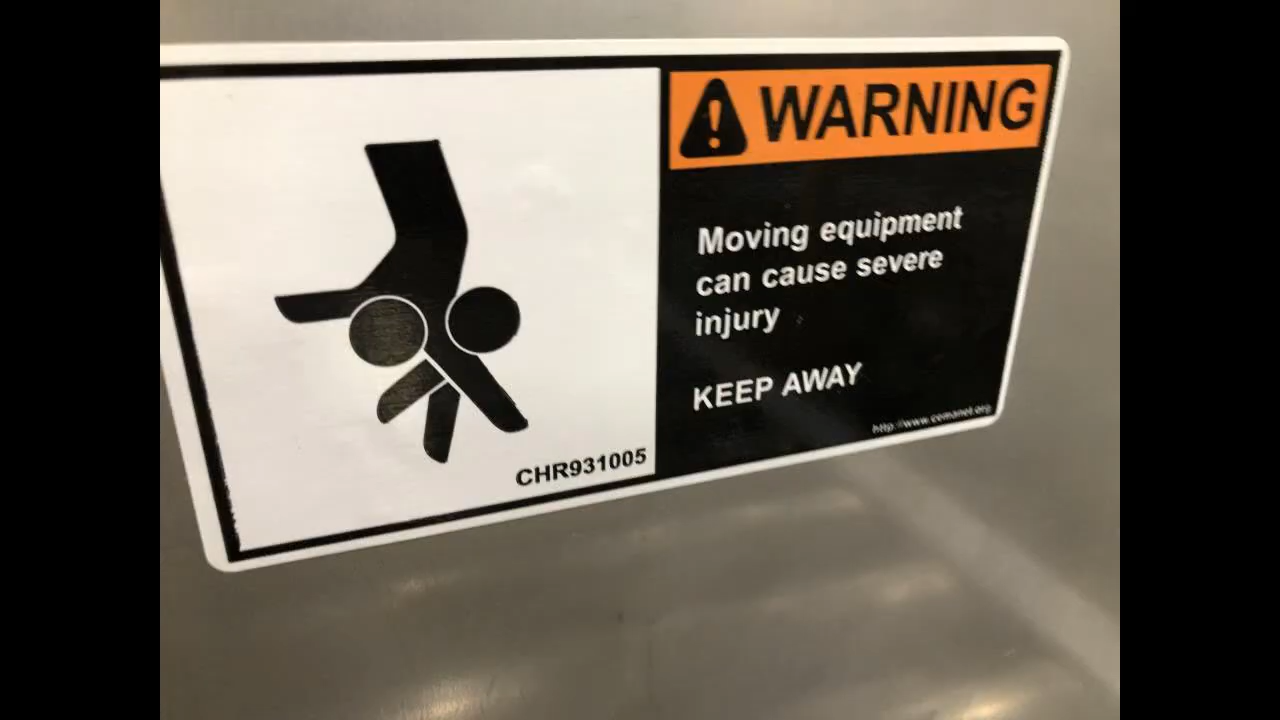 WARNING
Moving equipment
can cause severe
injury
KEEP AWAY
http://www.cemanet.org
CHR931005